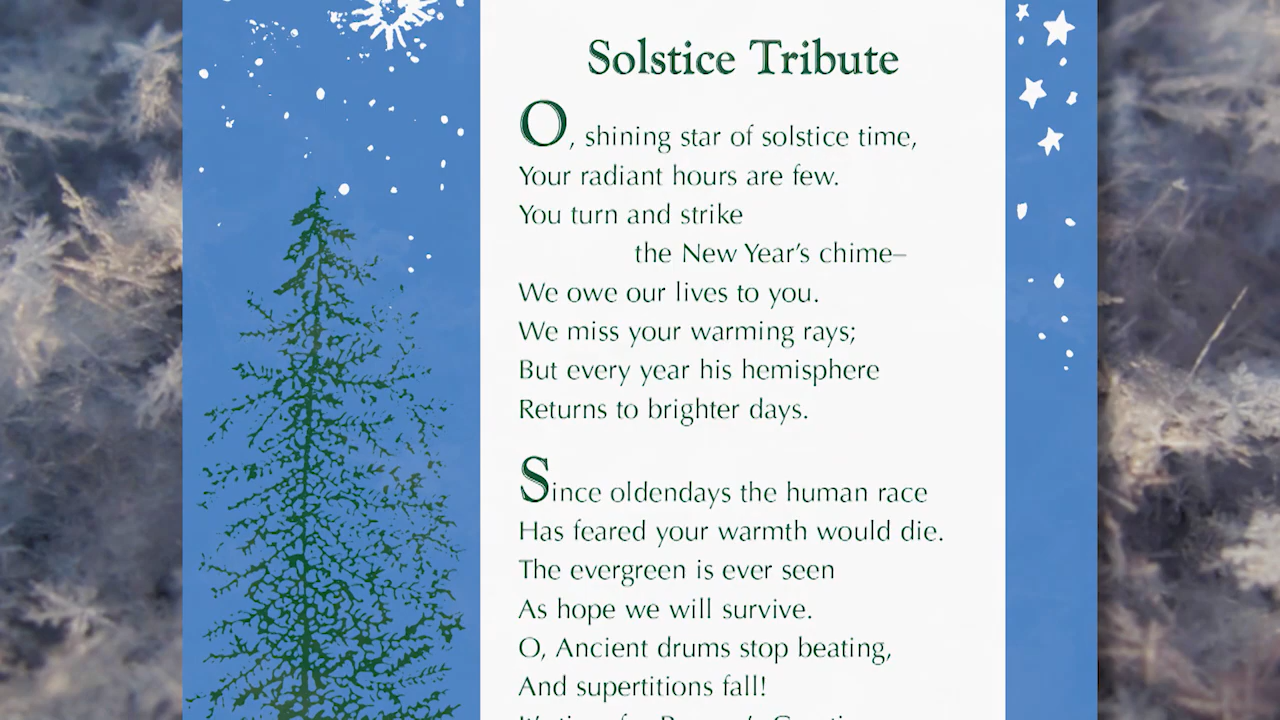 Solstice Tribute
O, shining star of solstice time,
Your radiant hours are few.
You turn and strike
the New Year's chime–
We owe our lives to you.
We miss your warming rays;
But every year his hemisphere
Returns to brighter days.
Since oldendays the human race
Has feared your warmth would die.
The evergreen is ever seen
As hope we will survive.
O, Ancient drums stop beating,
And supertitions fall!